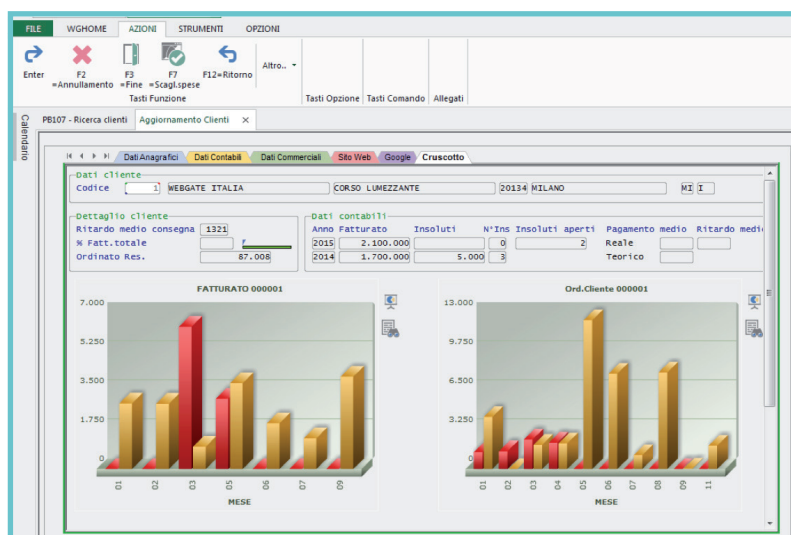 FILE WGHOME AZIONI STRUMENTI OPZIONI
Enter F2 =Annullamento F3 =Fine F7 =Scagl.spese F12=Ritorno Altro..
Tasti Funzione Tasti Opzione Tasti Comando Allegati
Calendario
PB107 - Ricerca clienti Aggiornamento Clienti ×
Dati Anagrafici Dati Contabili Dati Commerciali Sito Web Google Cruscotto
Dati cliente
Codice 1 WEBGATE ITALIA CORSO LUMEZZANTE 20134 MILANO MI I
Dettaglio cliente
Ritardo medio consegna 1321
% Fatt.totale
Ordinato Res. 87.008
Dati contabili
Anno Fatturato Insoluti N°Ins Insoluti aperti Pagamento medio Ritardo medio
2015 2.100.000 0 2 Reale
2014 1.700.000 5.000 3 Teorico
FATTURATO 000001
7.000
5.250
3.500
1.750
0
01 02 03 05 06 07 09
MESE
Ord.Cliente 000001
13.000
9.750
6.500
3.250
0
01 02 03 04 05 06 07 08 09 11
MESE